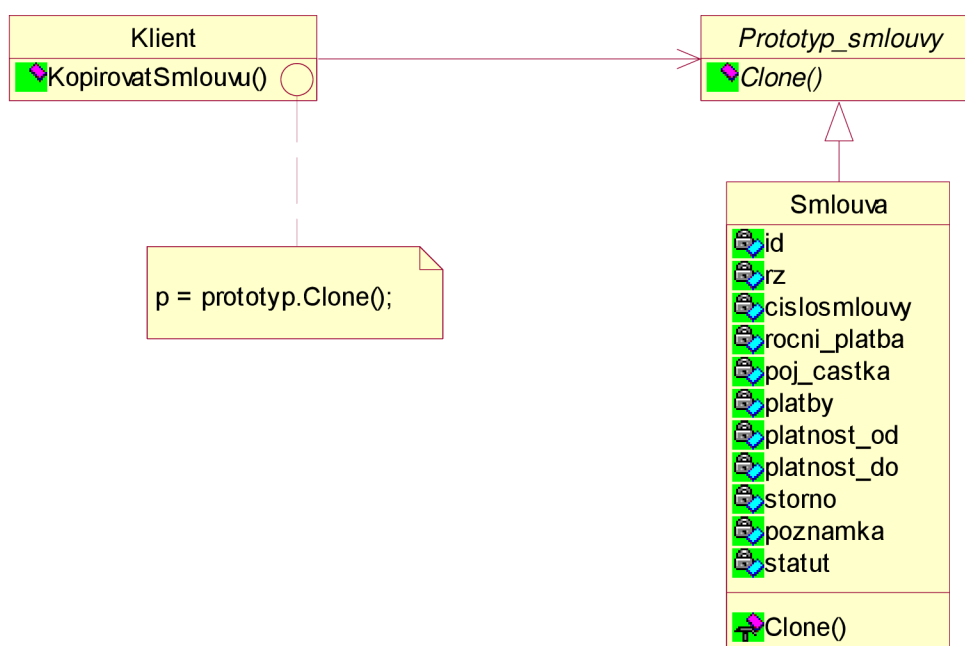 Klient
KopirovatSmlouvu()
Prototyp_smlouvy
Clone()
p = prototyp.Clone();
Smlouva
id
rz
cislosmlouvy
rocni_platba
poj_castka
platby
platnost_od
platnost_do
storno
poznamka
statut
Clone()